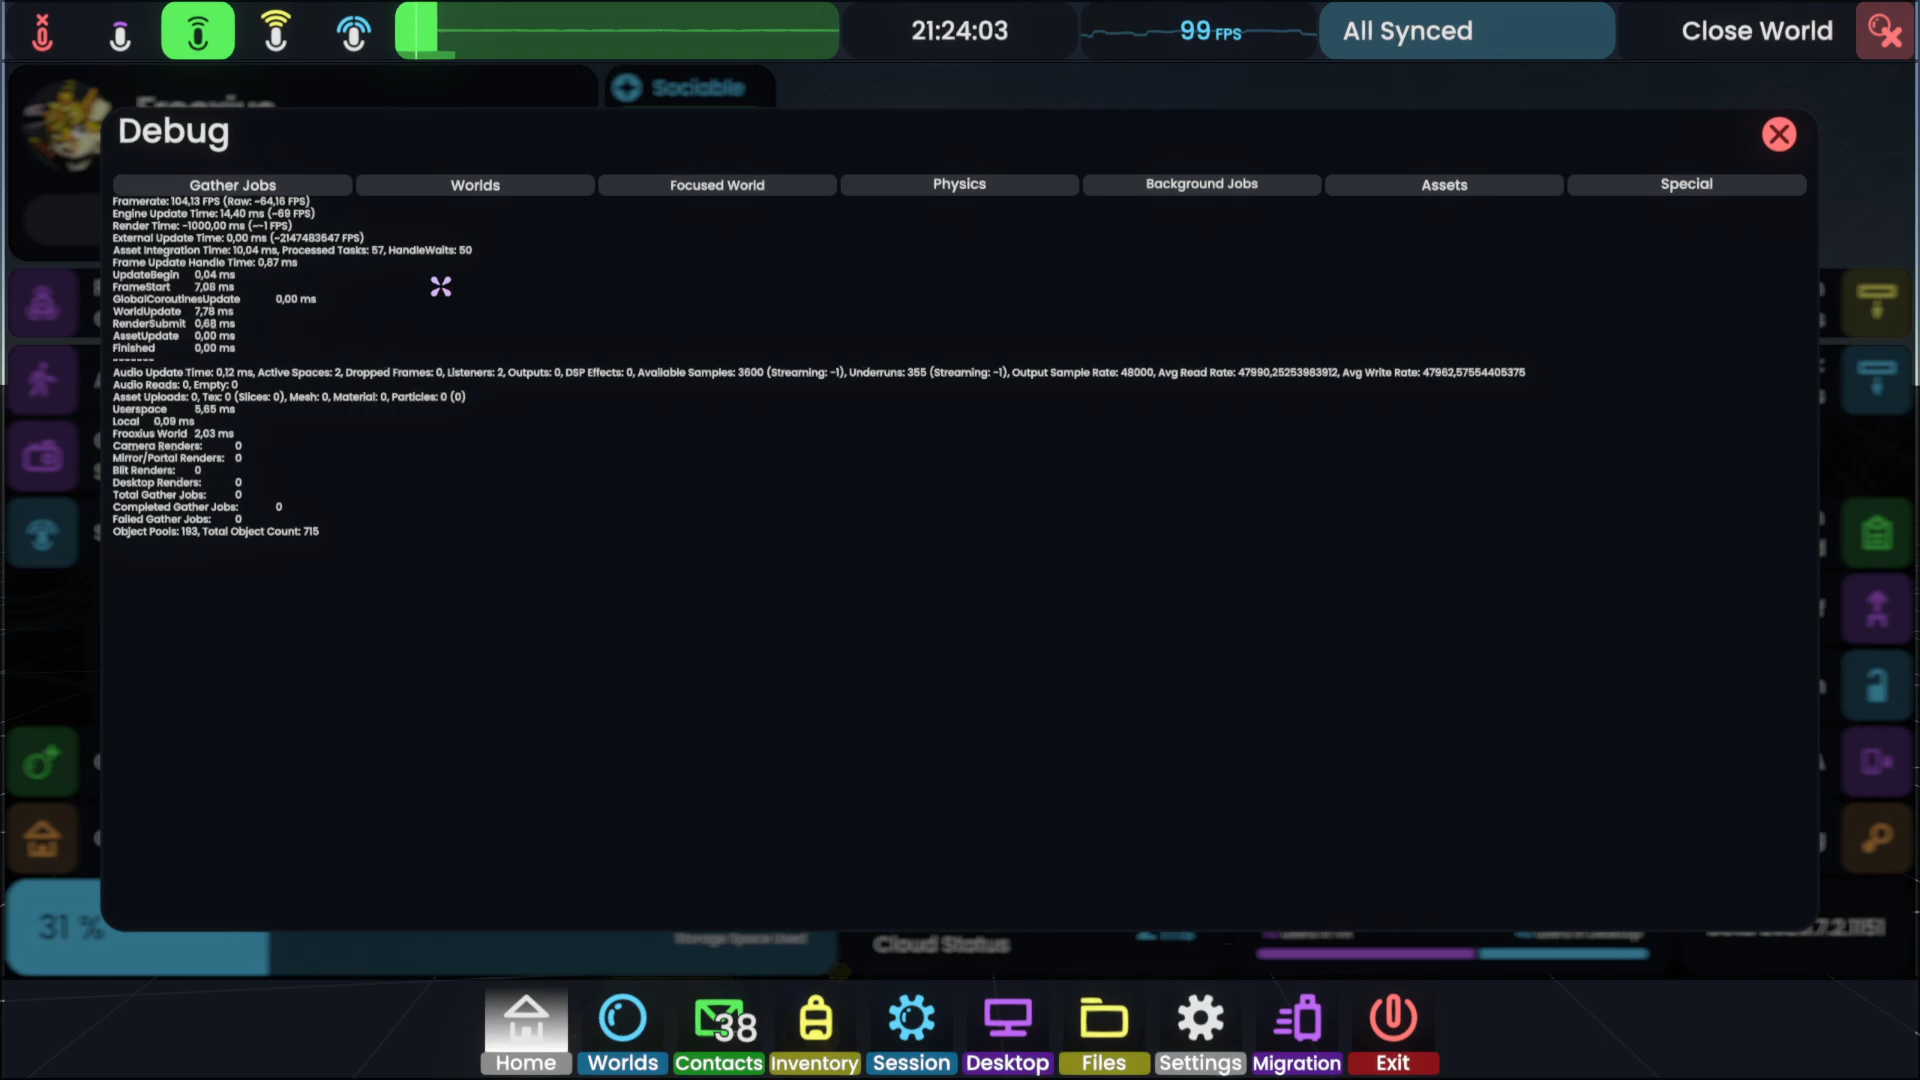 21:24:03
99 FPS
All Synced
Close World
Frooxius
Sociable
Debug
Gather Jobs
Worlds
Focused World
Physics
Background Jobs
Assets
Special
Framerate: 104,13 FPS (Raw: ~64,16 FPS)
Engine Update Time: 14,40 ms (~69 FPS)
Render Time: -1000,00 ms (~-1 FPS)
External Update Time: 0,00 ms (~2147483647 FPS)
Asset Integration Time: 10,04 ms, Processed Tasks: 57, HandleWaits: 50
Frame Update Handle Time: 0,87 ms
UpdateBegin 0,04 ms
FrameStart 7,08 ms
GlobalCoroutinesUpdate 0,00 ms
WorldUpdate 7,78 ms
RenderSubmit 0,68 ms
AssetUpdate 0,00 ms
Finished 0,00 ms
-------
Audio Update Time: 0,12 ms, Active Spaces: 2, Dropped Frames: 0, Listeners: 2, Outputs: 0, DSP Effects: 0, Available Samples: 3600 (Streaming: -1), Underruns: 355 (Streaming: -1), Output Sample Rate: 48000, Avg Read Rate: 47990,25253983912, Avg Write Rate: 47962,57554405375
Audio Reads: 0, Empty: 0
Asset Uploads: 0, Tex: 0 (Slices: 0), Mesh: 0, Material: 0, Particles: 0 (0)
Userspace 5,65 ms
Local 0,09 ms
Frooxius World 2,03 ms
Camera Renders: 0
Mirror/Portal Renders: 0
Blit Renders: 0
Desktop Renders: 0
Total Gather Jobs: 0
Completed Gather Jobs: 0
Failed Gather Jobs: 0
Object Pools: 193, Total Object Count: 715
31 %
Storage Space Used
Cloud Status
38
Home
Worlds
Contacts
Inventory
Session
Desktop
Files
Settings
Migration
Exit